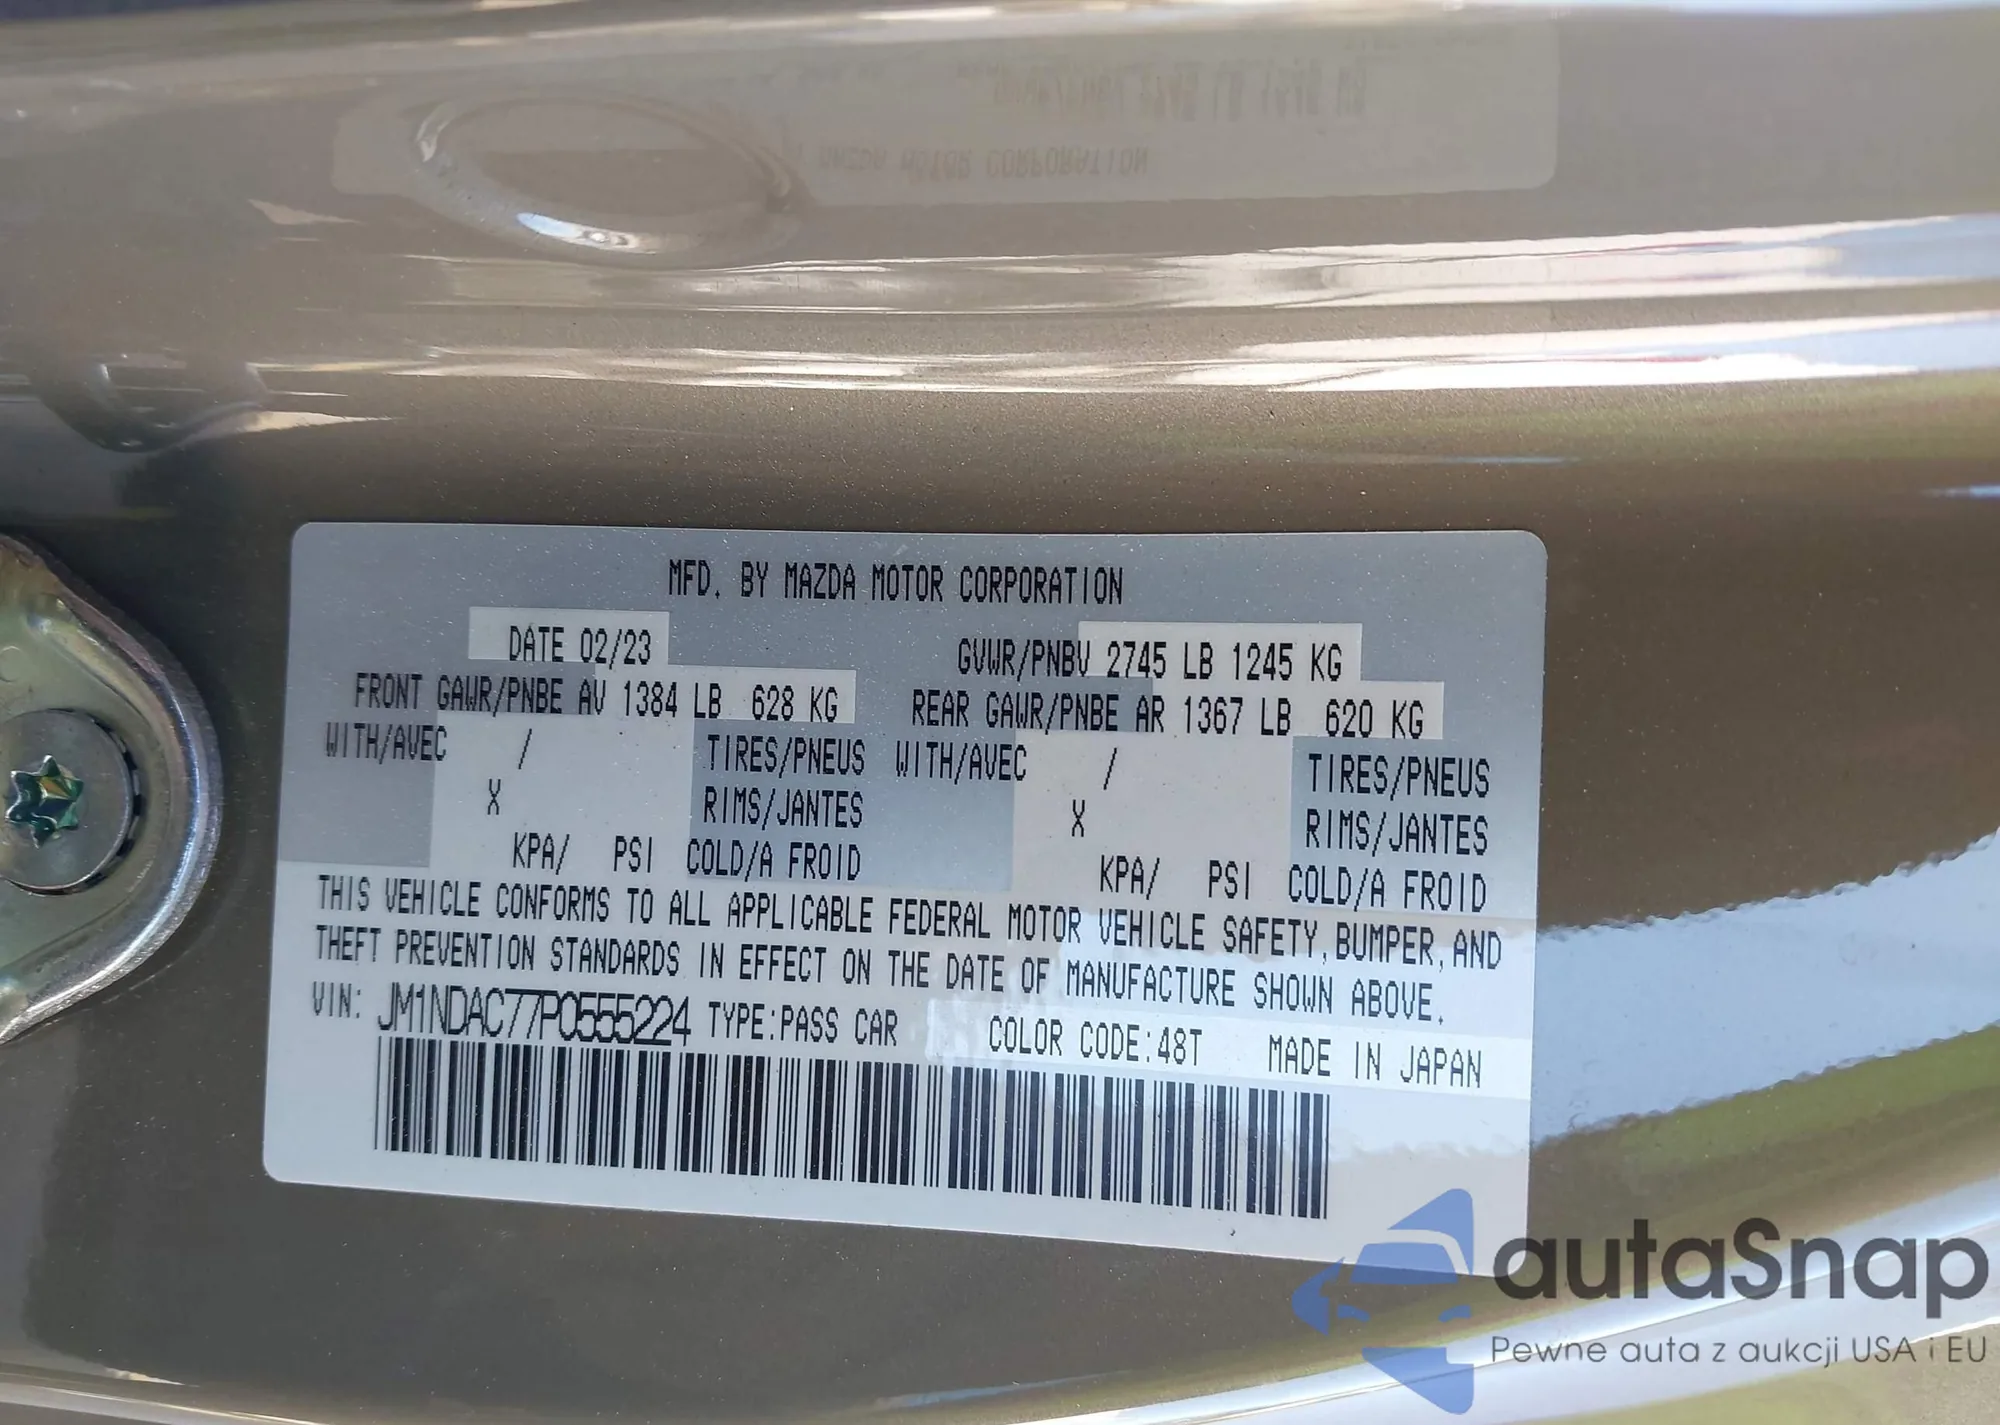 MFD. BY MAZDA MOTOR CORPORATION
DATE 02/23 GVWR/PNBV 2745 LB 1245 KG
FRONT GAWR/PNBE AV 1384 LB 628 KG REAR GAWR/PNBE AR 1367 LB 620 KG
WITH/AVEC / TIRES/PNEUS WITH/AVEC / TIRES/PNEUS
X RIMS/JANTES X RIMS/JANTES
KPA/ PSI COLD/A FROID KPA/ PSI COLD/A FROID
THIS VEHICLE CONFORMS TO ALL APPLICABLE FEDERAL MOTOR VEHICLE SAFETY, BUMPER, AND
THEFT PREVENTION STANDARDS IN EFFECT ON THE DATE OF MANUFACTURE SHOWN ABOVE.
VIN: JM1NDAC77P0555224 TYPE:PASS CAR COLOR CODE:48T MADE IN JAPAN
autaSnap
Pewne auta z aukcji USA i EU